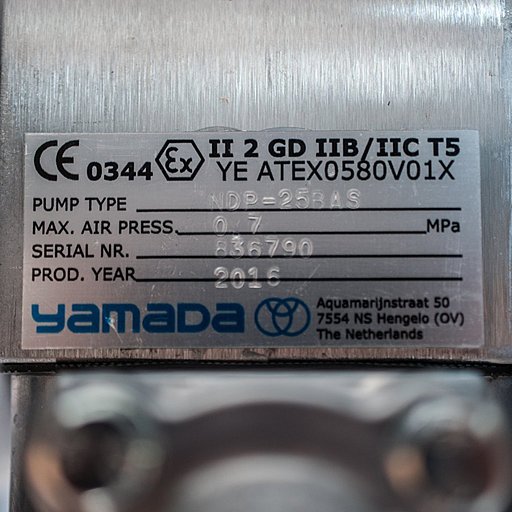 CE 0344 Ex II 2 GD IIB/IIC T5
YE ATEX0580V01X
PUMP TYPE NDP=25BAS
MAX. AIR PRESS. 0.7 MPa
SERIAL NR. 836790
PROD. YEAR 2016
yamada
Aquamarijnstraat 50
7554 NS Hengelo (OV)
The Netherlands